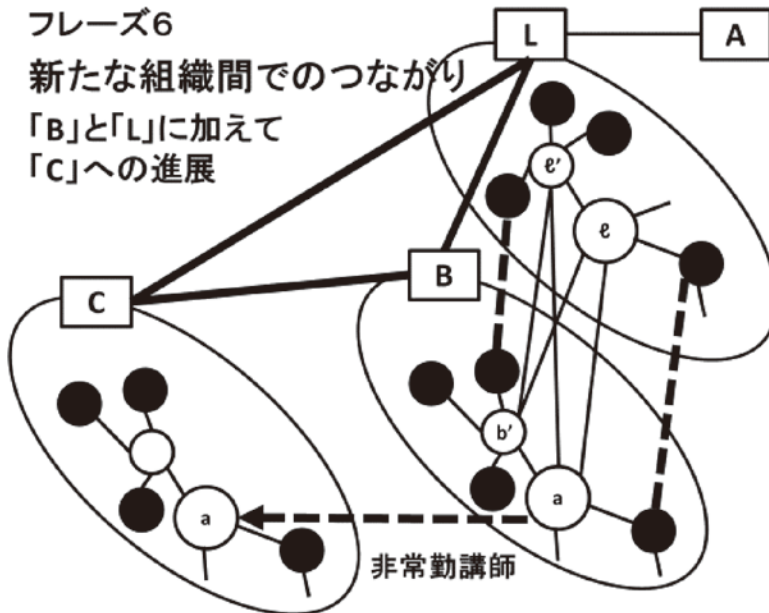 フレーズ6
新たな組織間でのつながり
「B」と「L」に加えて
「C」への進展
L
A
ℓ'
ℓ
B
C
b'
a
a
非常勤講師